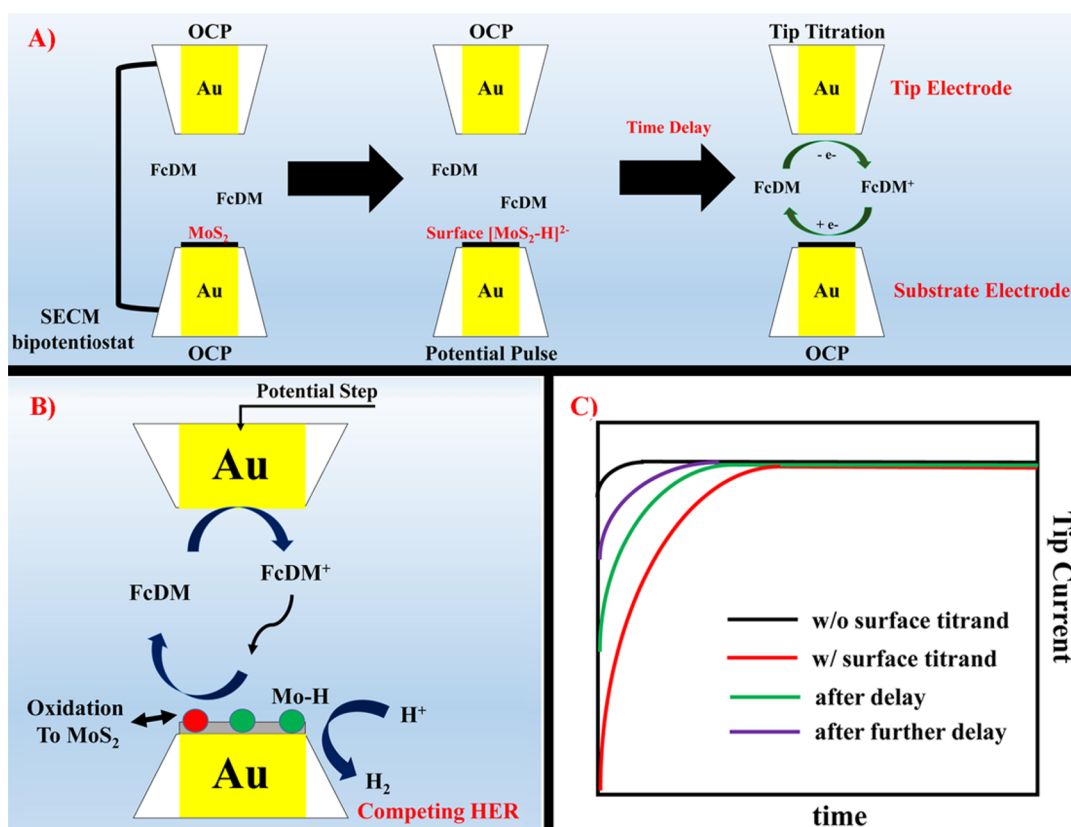 A)
OCP
Au
FcDM
FcDM
MoS₂
Au
SECM
bipotentiostat
OCP
OCP
Au
FcDM
FcDM
Surface [MoS₂-H]²⁻
Au
Potential Pulse
Time Delay
Tip Titration
Au
Tip Electrode
- e-
FcDM
FcDM⁺
+ e-
Au
Substrate Electrode
OCP
B)
Potential Step
Au
FcDM
FcDM⁺
Mo-H
Oxidation
To MoS₂
H⁺
Au
H₂
Competing HER
C)
Tip Current
w/o surface titrand
w/ surface titrand
after delay
after further delay
time